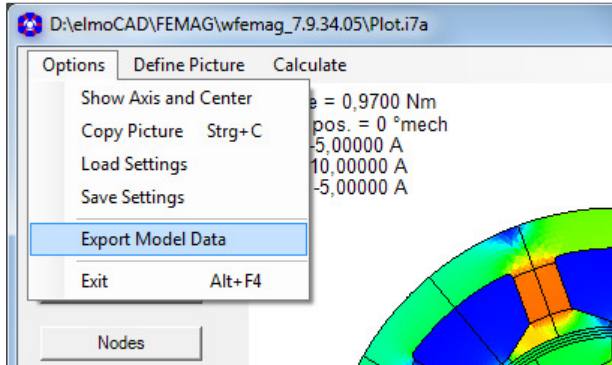 D:\elmoCAD\FEMAG\wfemag_7.9.34.05\Plot.i7a
Options Define Picture Calculate
Show Axis and Center
Copy Picture Strg+C
Load Settings
Save Settings
Export Model Data
Exit Alt+F4
e = 0,9700 Nm
pos. = 0 °mech
-5,00000 A
10,00000 A
-5,00000 A
Nodes